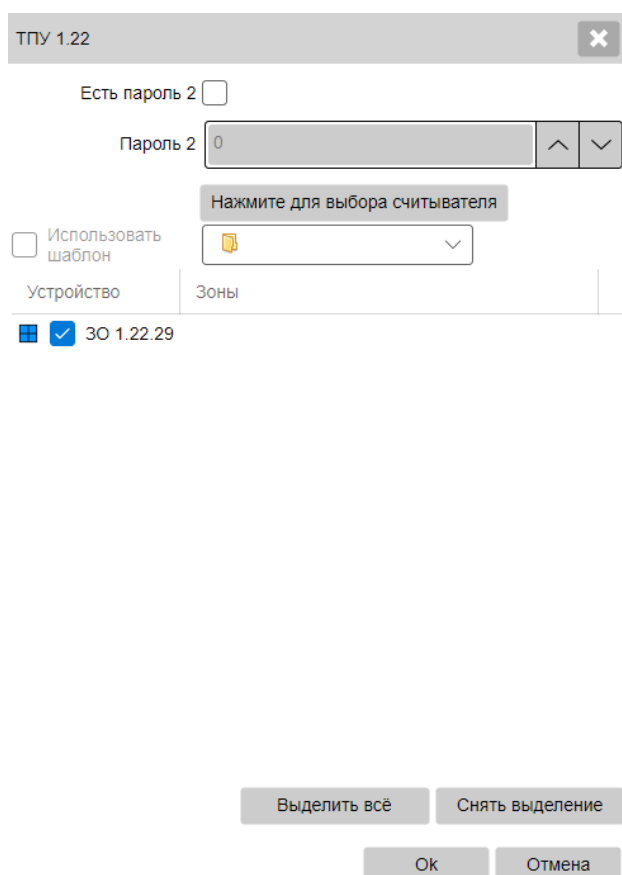 ТПУ 1.22
Есть пароль 2
Пароль 2 0
Нажмите для выбора считывателя
Использовать
шаблон
Устройство Зоны
ЗО 1.22.29
Выделить всё Снять выделение
Ok Отмена